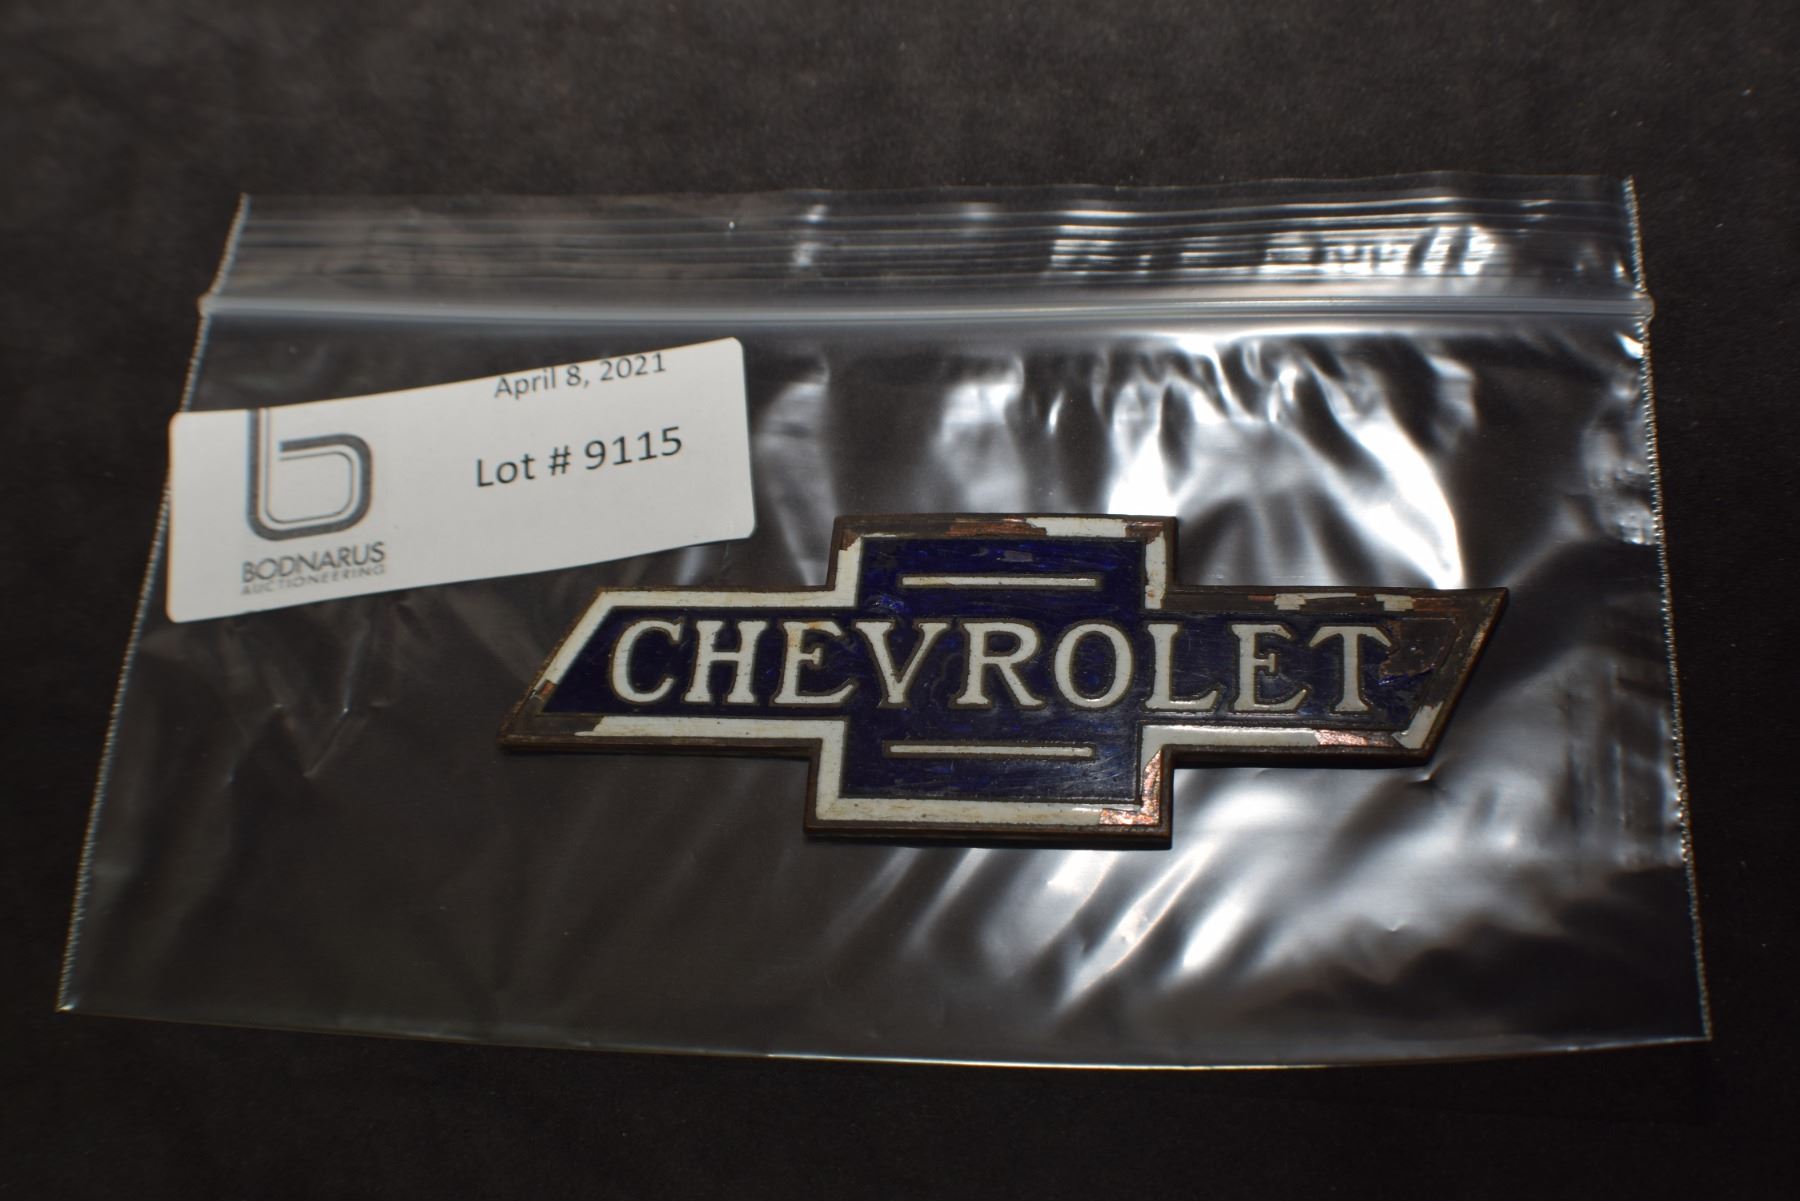 April 8, 2021
Lot # 9115
b
BODNARUS
AUCTIONEERING
CHEVROLET